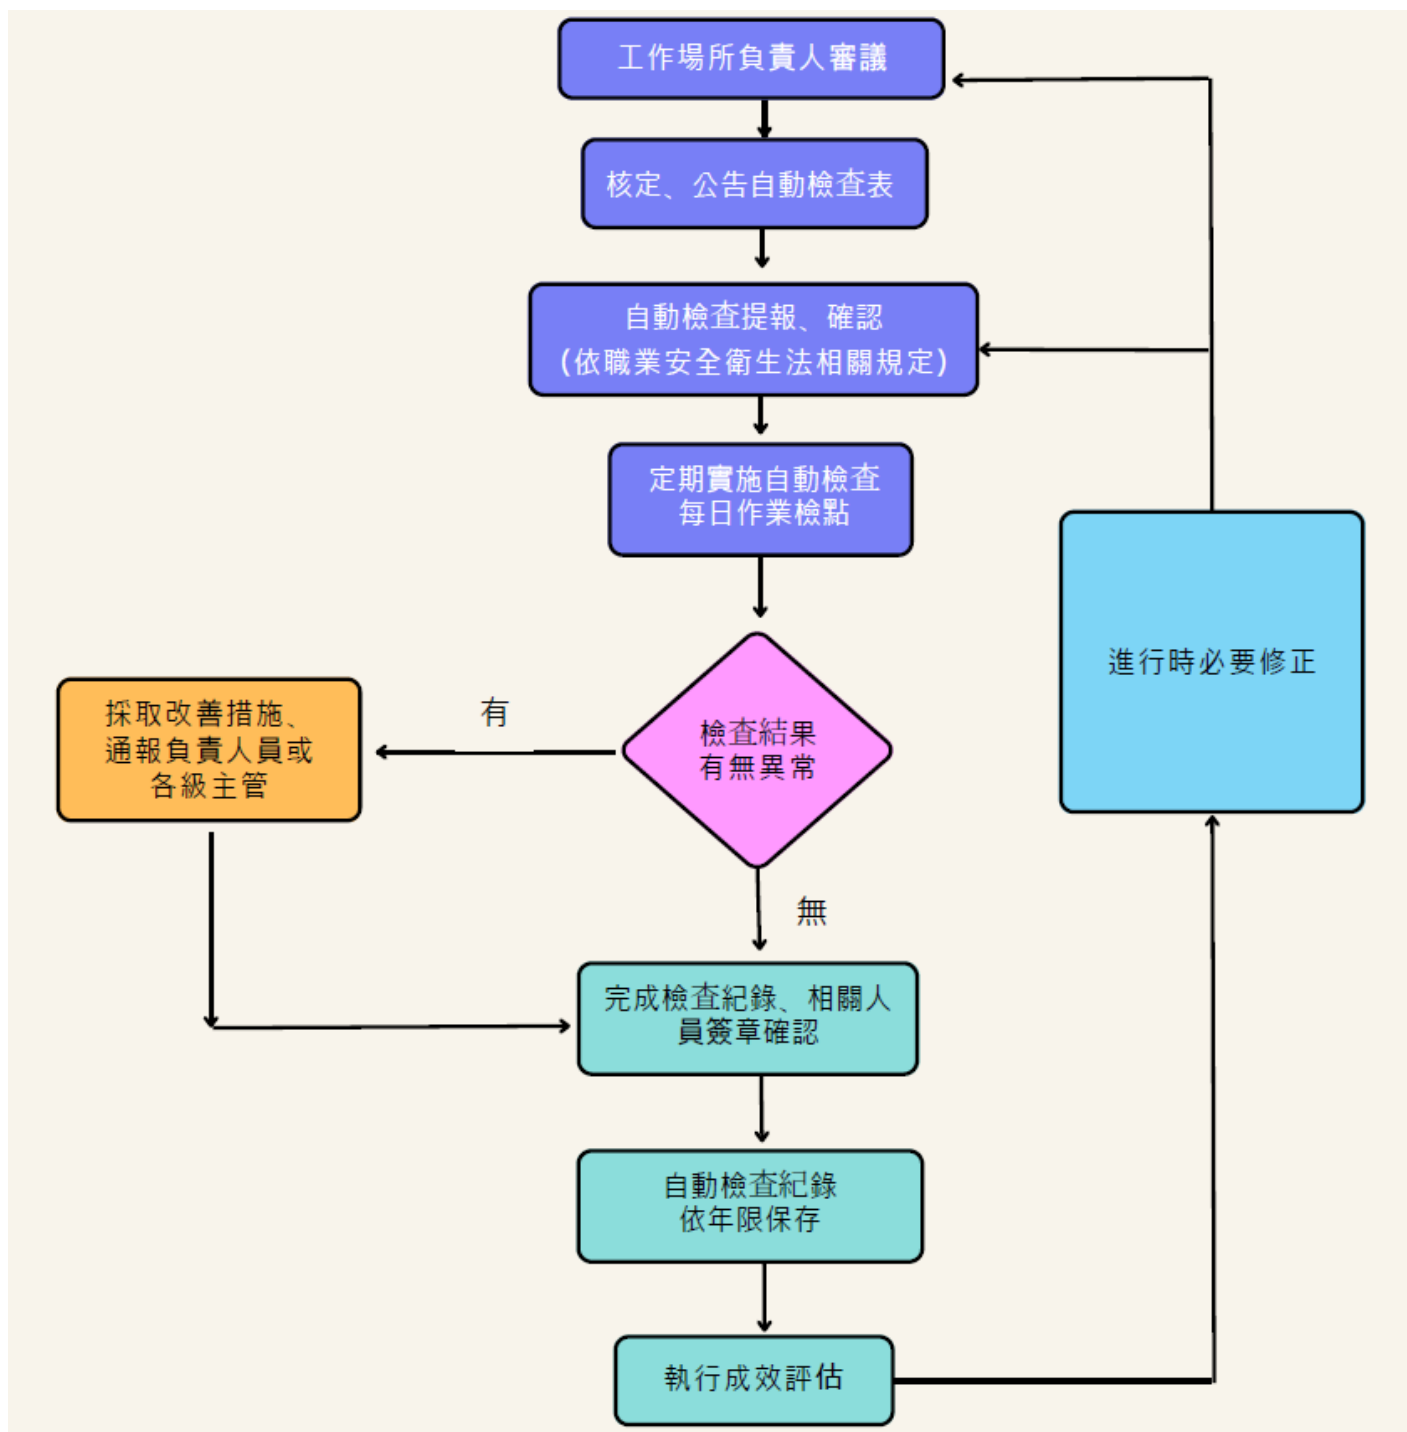 工作場所負責人審議
核定、公告自動檢查表
自動檢查提報、確認
(依職業安全衛生法相關規定)
定期實施自動檢查
每日作業檢點
進行時必要修正
採取改善措施、
通報負責人員或
各級主管
有
檢查結果
有無異常
無
完成檢查紀錄、相關人
員簽章確認
自動檢查紀錄
依年限保存
執行成效評估